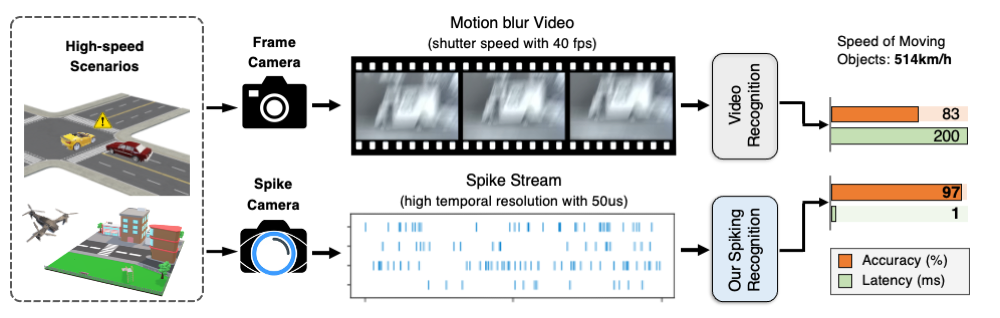 High-speed
Scenarios
Frame
Camera
Motion blur Video
(shutter speed with 40 fps)
Video
Recognition
Speed of Moving
Objects: 514km/h
83
200
Spike
Camera
Spike Stream
(high temporal resolution with 50us)
Our Spiking
Recognition
97
1
Accuracy (%)
Latency (ms)